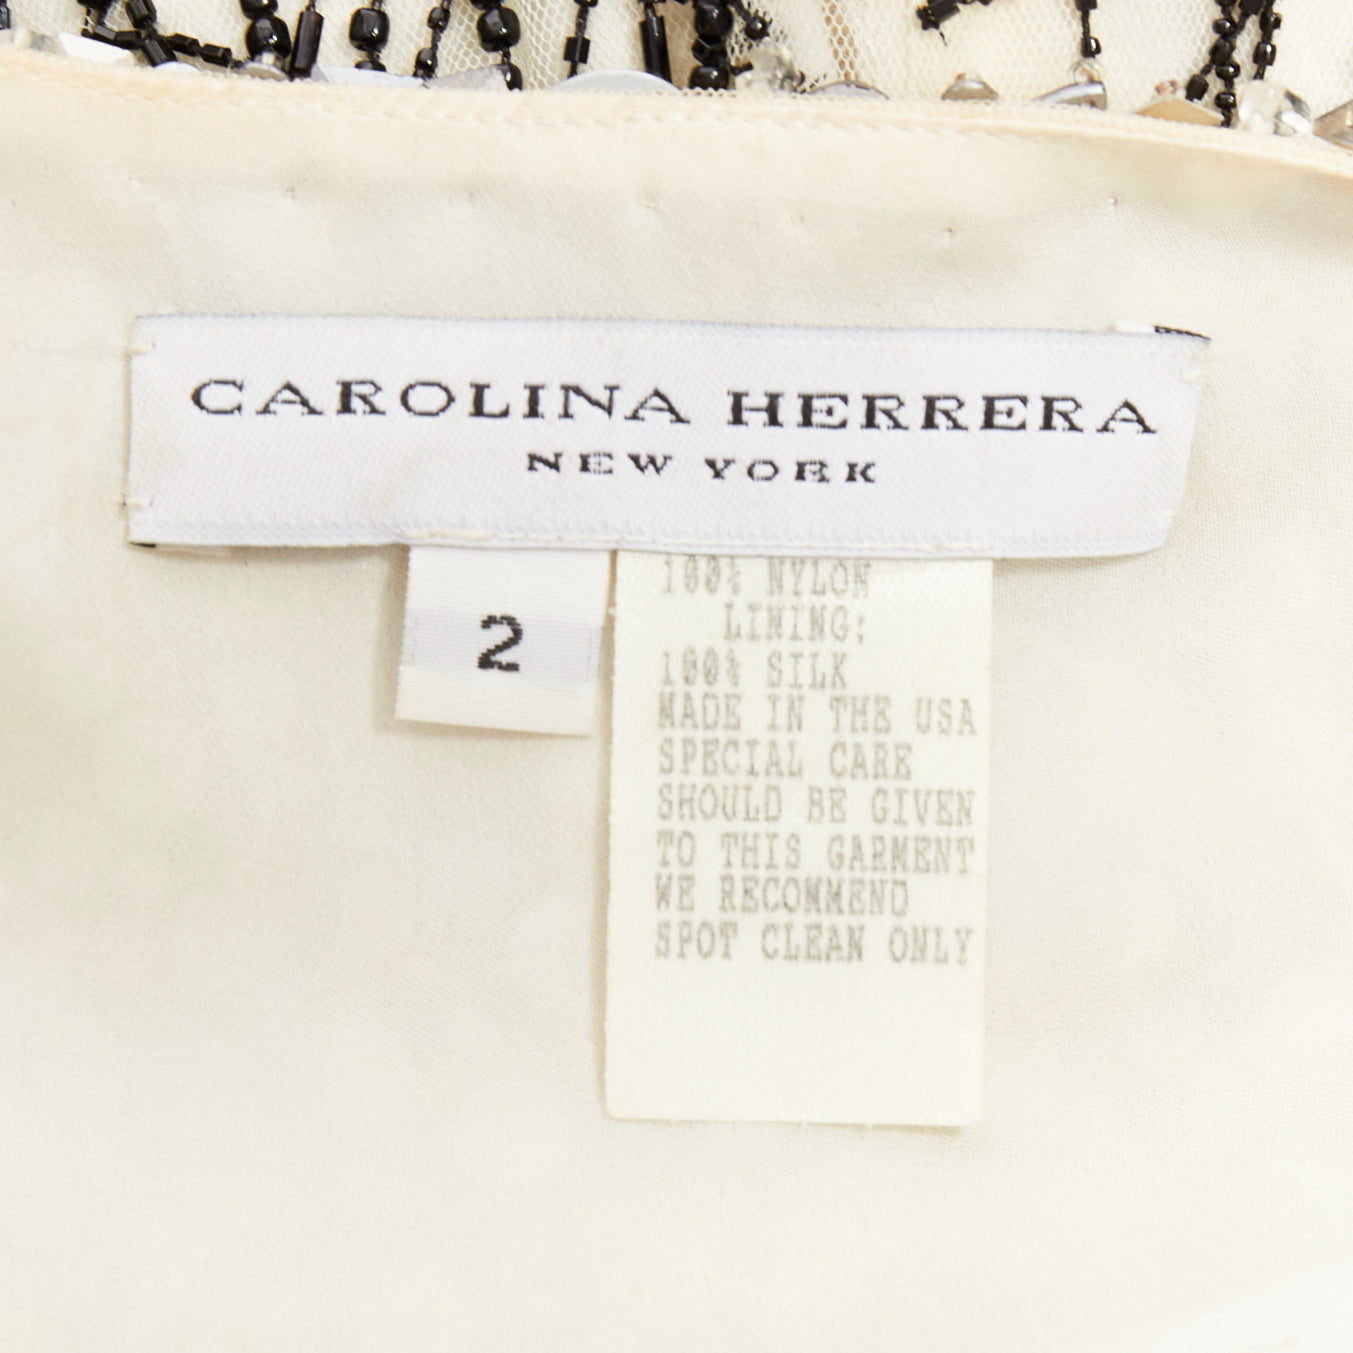 CAROLINA HERRERA
NEW YORK
2
100% NYLON
LINING:
100% SILK
MADE IN THE USA
SPECIAL CARE
SHOULD BE GIVEN
TO THIS GARMENT
WE RECOMMEND
SPOT CLEAN ONLY